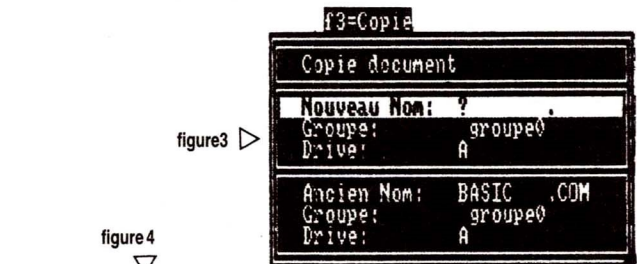 f3=Copie
Copie document
Nouveau Nom: ? .
Groupe: groupe0
Drive: A
figure3
Ancien Nom: BASIC .COM
Groupe: groupe0
Drive: A
figure 4